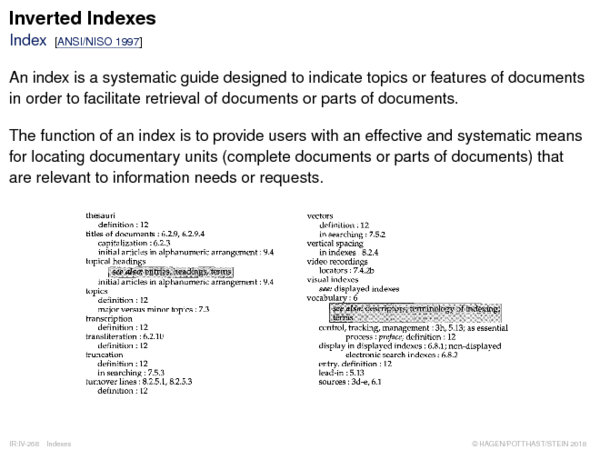 Inverted Indexes
Index [ANSI/NISO 1997]
An index is a systematic guide designed to indicate topics or features of documents
in order to facilitate retrieval of documents or parts of documents.
The function of an index is to provide users with an effective and systematic means
for locating documentary units (complete documents or parts of documents) that
are relevant to information needs or requests.
thesauri
definition : 12
titles of documents : 6.2.9, 6.2.9.4
capitalization : 6.2.3
initial articles in alphanumeric arrangement : 9.4
topical headings
see also: entries, headings, terms
initial articles in alphanumeric arrangement : 9.4
topics
definition : 12
major versus minor topics : 7.3
transcription
definition : 12
transliteration : 6.2.10
definition : 12
truncation
definition : 12
in searching : 7.5.3
turnover lines : 8.2.5.1, 8.2.5.3
definition : 12
vectors
definition : 12
in searching : 7.5.2
vertical spacing
in indexes : 8.2.4
video recordings
locators : 7.4.2b
visual indexes
see: displayed indexes
vocabulary : 6
see also: descriptors, terminology of indexing;
terms
control, tracking, management : 3h, 5.13; as essential
process : preface; definition : 12
display in displayed indexes : 6.8.1; non-displayed
electronic search indexes : 6.8.2
entry, definition : 12
lead-in : 5.13
sources : 3d-e, 6.1
IR:IV-268 Indexes
© HAGEN/POTTHAST/STEIN 2018